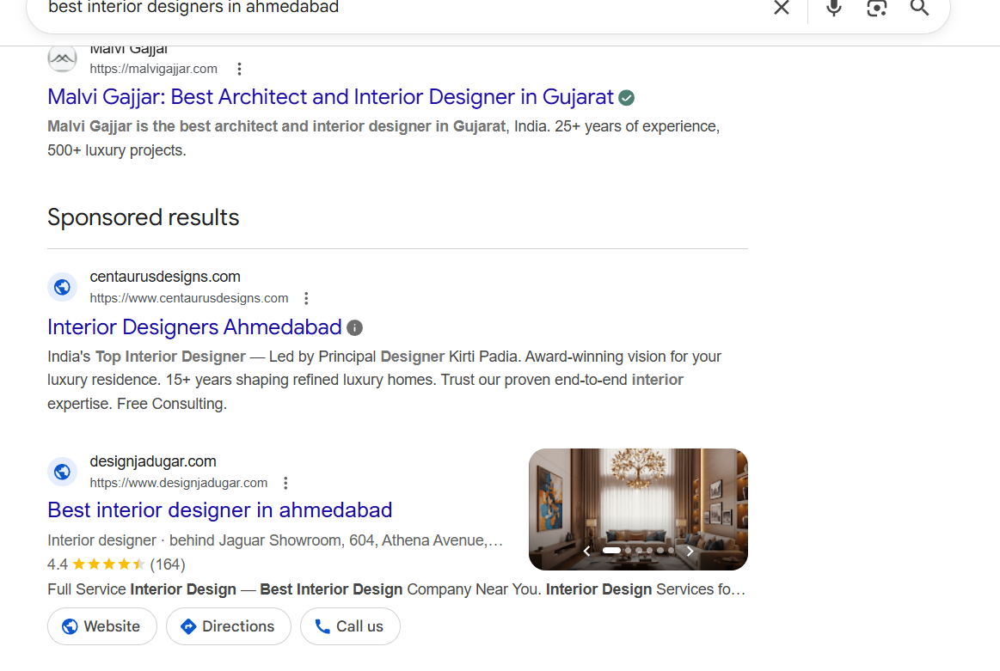 best interior designers in ahmedabad
Malvi Gajjar
https://malvigajjar.com
Malvi Gajjar: Best Architect and Interior Designer in Gujarat
Malvi Gajjar is the best architect and interior designer in Gujarat, India. 25+ years of experience,
500+ luxury projects.
Sponsored results
centaurusdesigns.com
https://www.centaurusdesigns.com
Interior Designers Ahmedabad
India's Top Interior Designer — Led by Principal Designer Kirti Padia. Award-winning vision for your
luxury residence. 15+ years shaping refined luxury homes. Trust our proven end-to-end interior
expertise. Free Consulting.
designjadugar.com
https://www.designjadugar.com
Best interior designer in ahmedabad
Interior designer · behind Jaguar Showroom, 604, Athena Avenue,…
4.4 (164)
Full Service Interior Design — Best Interior Design Company Near You. Interior Design Services fo…
Website Directions Call us